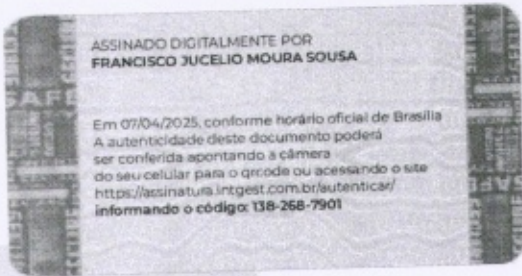 ASSINADO DIGITALMENTE POR
FRANCISCO JUCELIO MOURA SOUSA
Em 07/04/2025, conforme horário oficial de Brasília
A autenticidade deste documento poderá
ser conferida apontando a câmera
do seu celular para o qrcode ou acessando o site
https://assinatura.intgest.com.br/autenticar/
informando o código: 138-268-7901